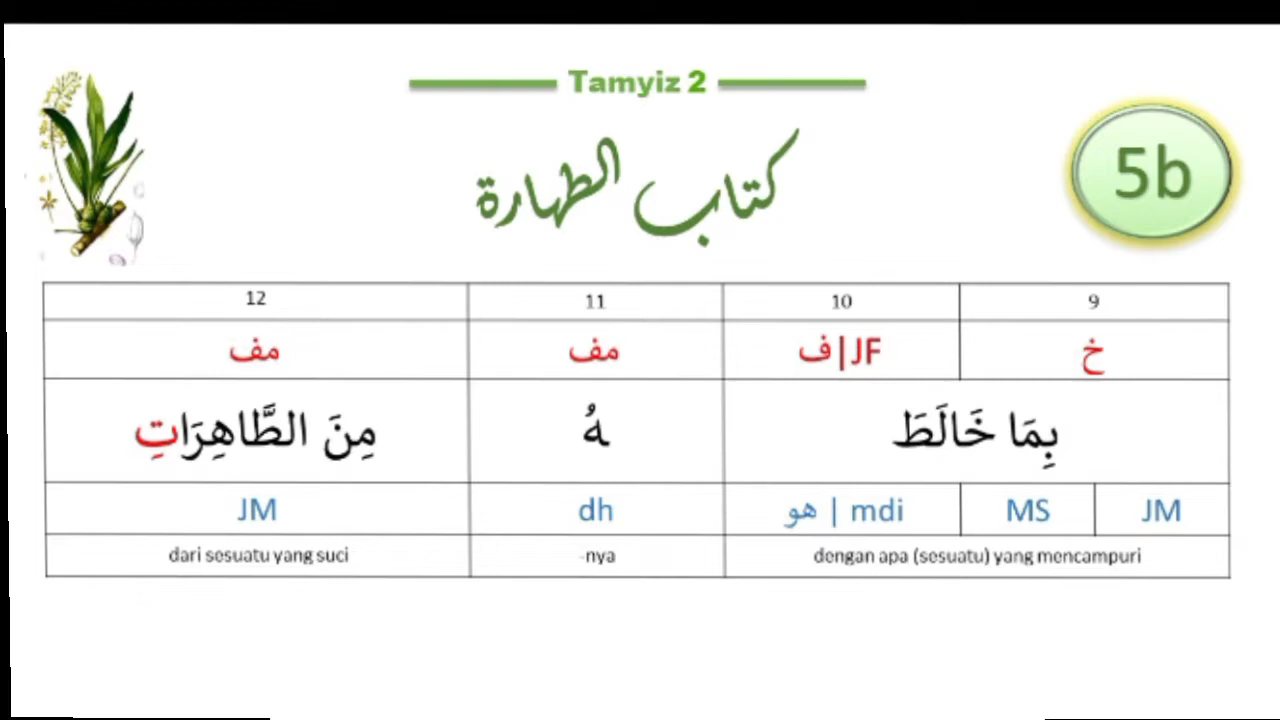 Tamyiz 2
كتاب الطهارة
5b
12 11 10 9
مف مف ف|JF خ
بِمَا خَالَطَ هُ مِنَ الطَّاهِرَاتِ
JM dh هو | mdi MS JM
dari sesuatu yang suci -nya dengan apa (sesuatu) yang mencampuri